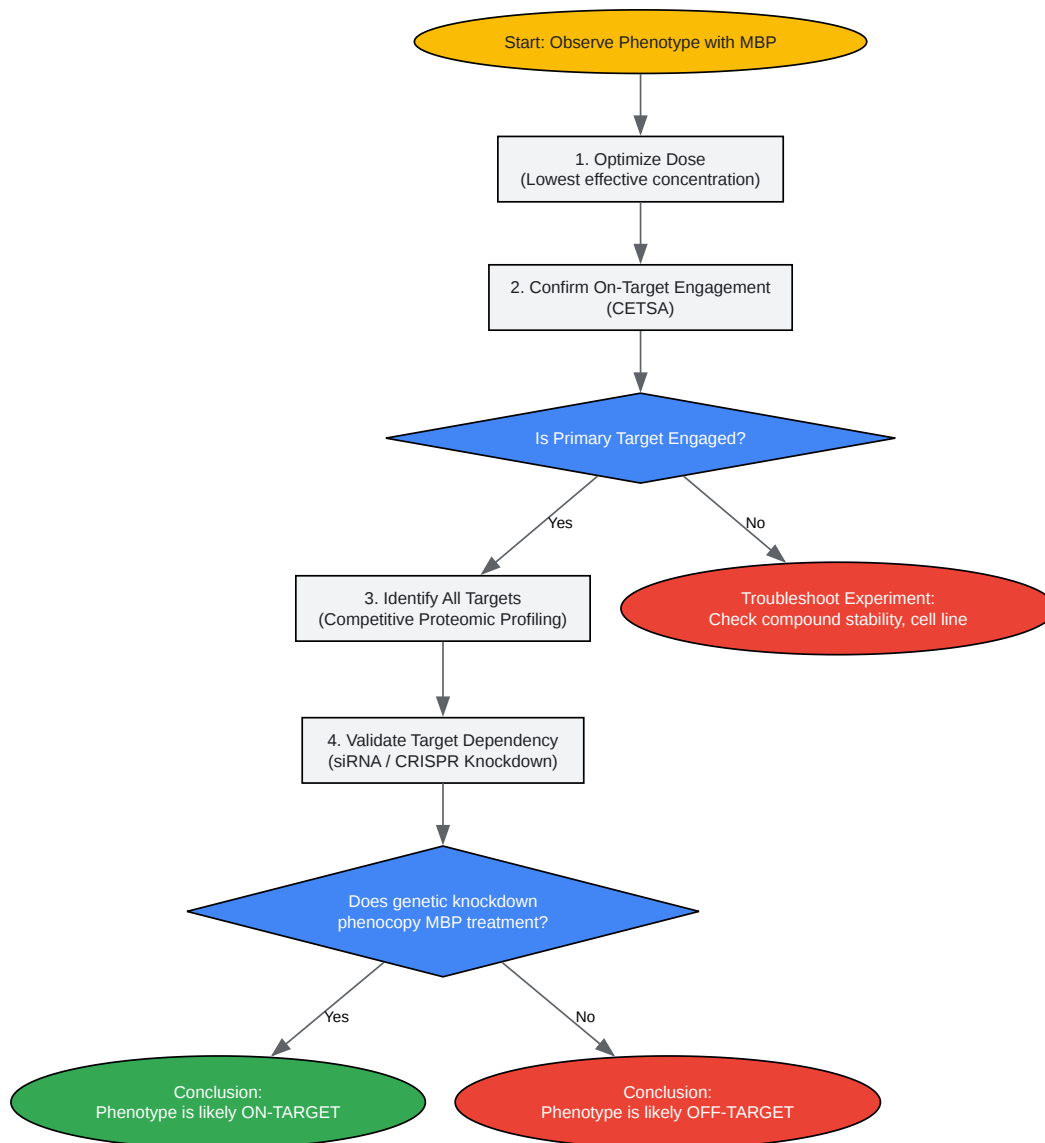 Start: Observe Phenotype with MBP
1. Optimize Dose
(Lowest effective concentration)
2. Confirm On-Target Engagement
(CETSA)
Is Primary Target Engaged?
Yes
No
3. Identify All Targets
(Competitive Proteomic Profiling)
Troubleshoot Experiment:
Check compound stability, cell line
4. Validate Target Dependency
(siRNA / CRISPR Knockdown)
Does genetic knockdown
phenocopy MBP treatment?
Yes
No
Conclusion:
Phenotype is likely ON-TARGET
Conclusion:
Phenotype is likely OFF-TARGET